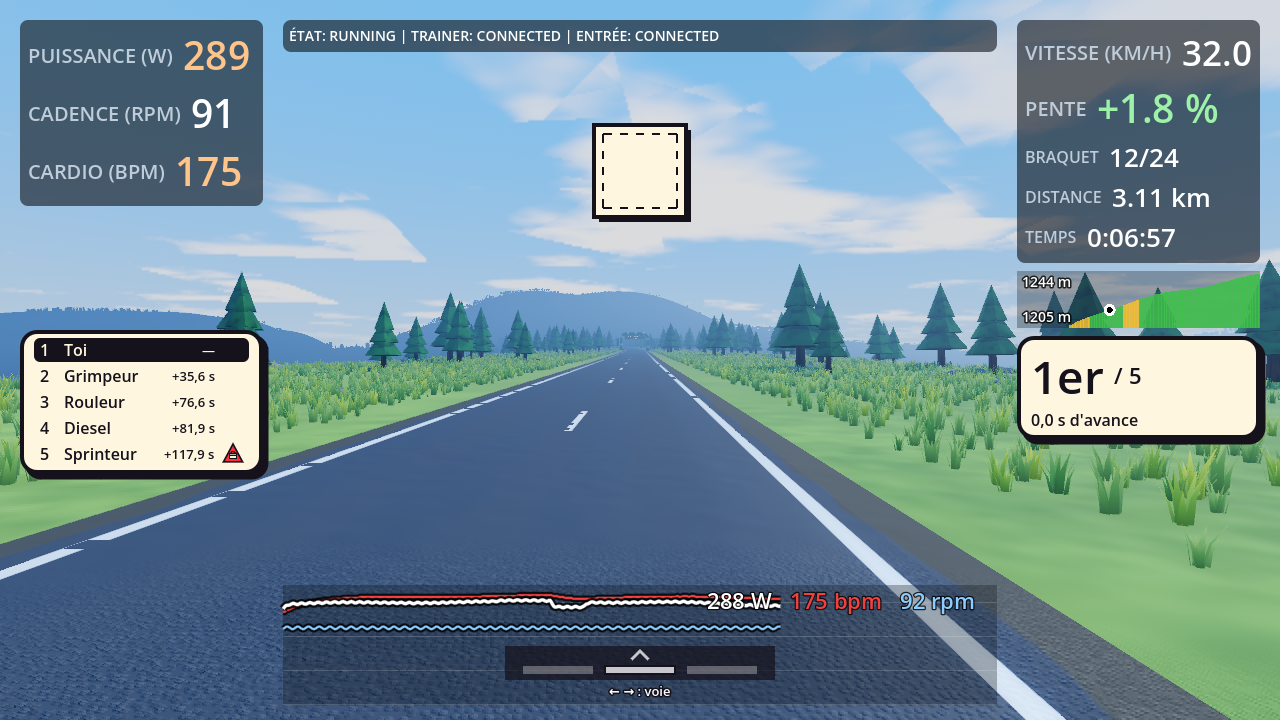 PUISSANCE (W) 289
CADENCE (RPM) 91
CARDIO (BPM) 175
ÉTAT: RUNNING | TRAINER: CONNECTED | ENTRÉE: CONNECTED
VITESSE (KM/H) 32.0
PENTE +1.8 %
BRAQUET 12/24
DISTANCE 3.11 km
TEMPS 0:06:57
1244 m
1205 m
1 Toi —
2 Grimpeur +35,6 s
3 Rouleur +76,6 s
4 Diesel +81,9 s
5 Sprinteur +117,9 s
1er / 5
0,0 s d'avance
288 W 175 bpm 92 rpm
← → : voie